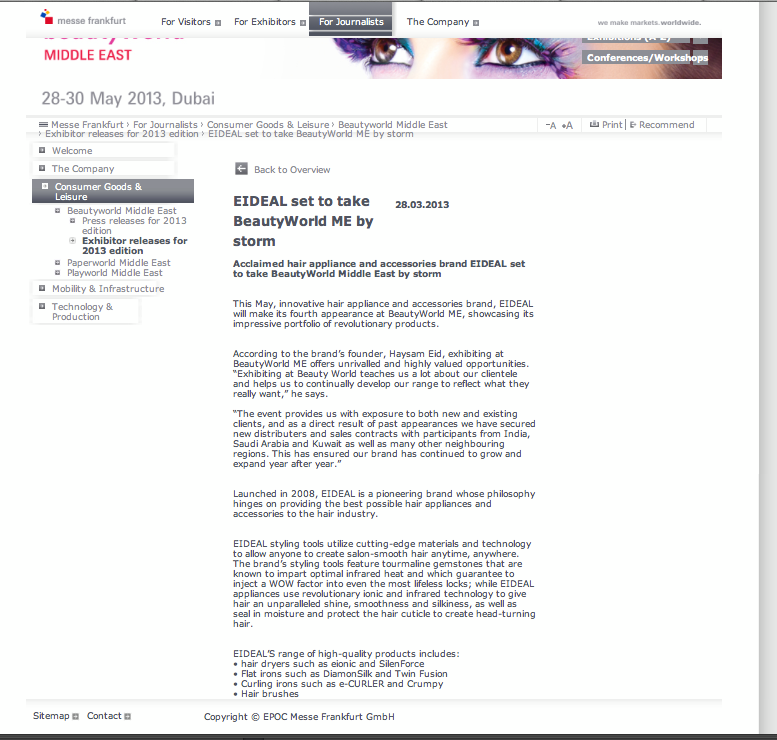 messe frankfurt
For Visitors
For Exhibitors
For Journalists
The Company
we make markets. worldwide.
MIDDLE EAST
Conferences/Workshops
28-30 May 2013, Dubai
Messe Frankfurt › For Journalists › Consumer Goods & Leisure › Beautyworld Middle East
› Exhibitor releases for 2013 edition › EIDEAL set to take BeautyWorld ME by storm
-A +A
Print
Recommend
Welcome
The Company
Consumer Goods &
Leisure
Beautyworld Middle East
Press releases for 2013
edition
Exhibitor releases for
2013 edition
Paperworld Middle East
Playworld Middle East
Mobility & Infrastructure
Technology &
Production
Back to Overview
EIDEAL set to take
BeautyWorld ME by
storm
28.03.2013
Acclaimed hair appliance and accessories brand EIDEAL set
to take BeautyWorld Middle East by storm
This May, innovative hair appliance and accessories brand, EIDEAL
will make its fourth appearance at BeautyWorld ME, showcasing its
impressive portfolio of revolutionary products.
According to the brand’s founder, Haysam Eid, exhibiting at
BeautyWorld ME offers unrivalled and highly valued opportunities.
“Exhibiting at Beauty World teaches us a lot about our clientele
and helps us to continually develop our range to reflect what they
really want,” he says.
“The event provides us with exposure to both new and existing
clients, and as a direct result of past appearances we have secured
new distributers and sales contracts with participants from India,
Saudi Arabia and Kuwait as well as many other neighbouring
regions. This has ensured our brand has continued to grow and
expand year after year.”
Launched in 2008, EIDEAL is a pioneering brand whose philosophy
hinges on providing the best possible hair appliances and
accessories to the hair industry.
EIDEAL styling tools utilize cutting-edge materials and technology
to allow anyone to create salon-smooth hair anytime, anywhere.
The brand’s styling tools feature tourmaline gemstones that are
known to impart optimal infrared heat and which guarantee to
inject a WOW factor into even the most lifeless locks; while EIDEAL
appliances use revolutionary ionic and infrared technology to give
hair an unparalleled shine, smoothness and silkiness, as well as
seal in moisture and protect the hair cuticle to create head-turning
hair.
EIDEAL’S range of high-quality products includes:
• hair dryers such as eionic and SilenForce
• Flat irons such as DiamonSilk and Twin Fusion
• Curling irons such as e-CURLER and Crumpy
• Hair brushes
Sitemap
Contact
Copyright © EPOC Messe Frankfurt GmbH